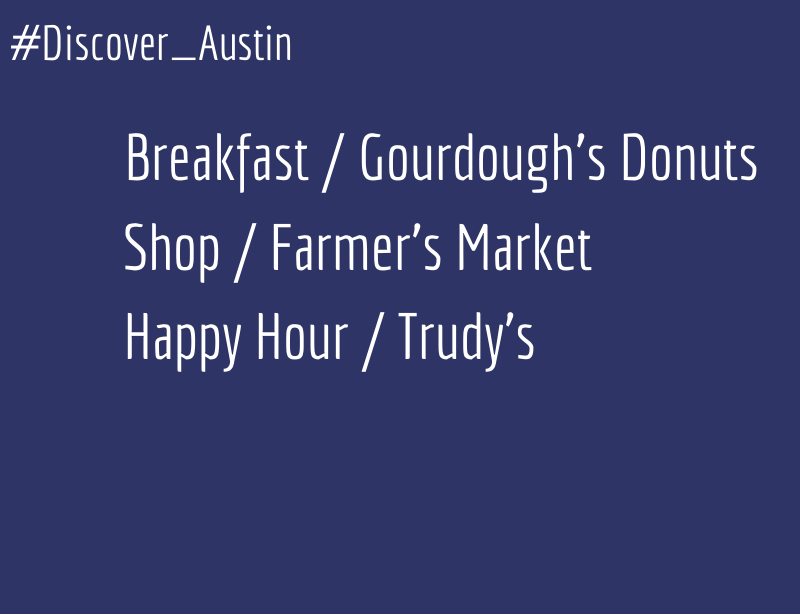 #Discover_Austin
Breakfast / Gourdough's Donuts
Shop / Farmer's Market
Happy Hour / Trudy's